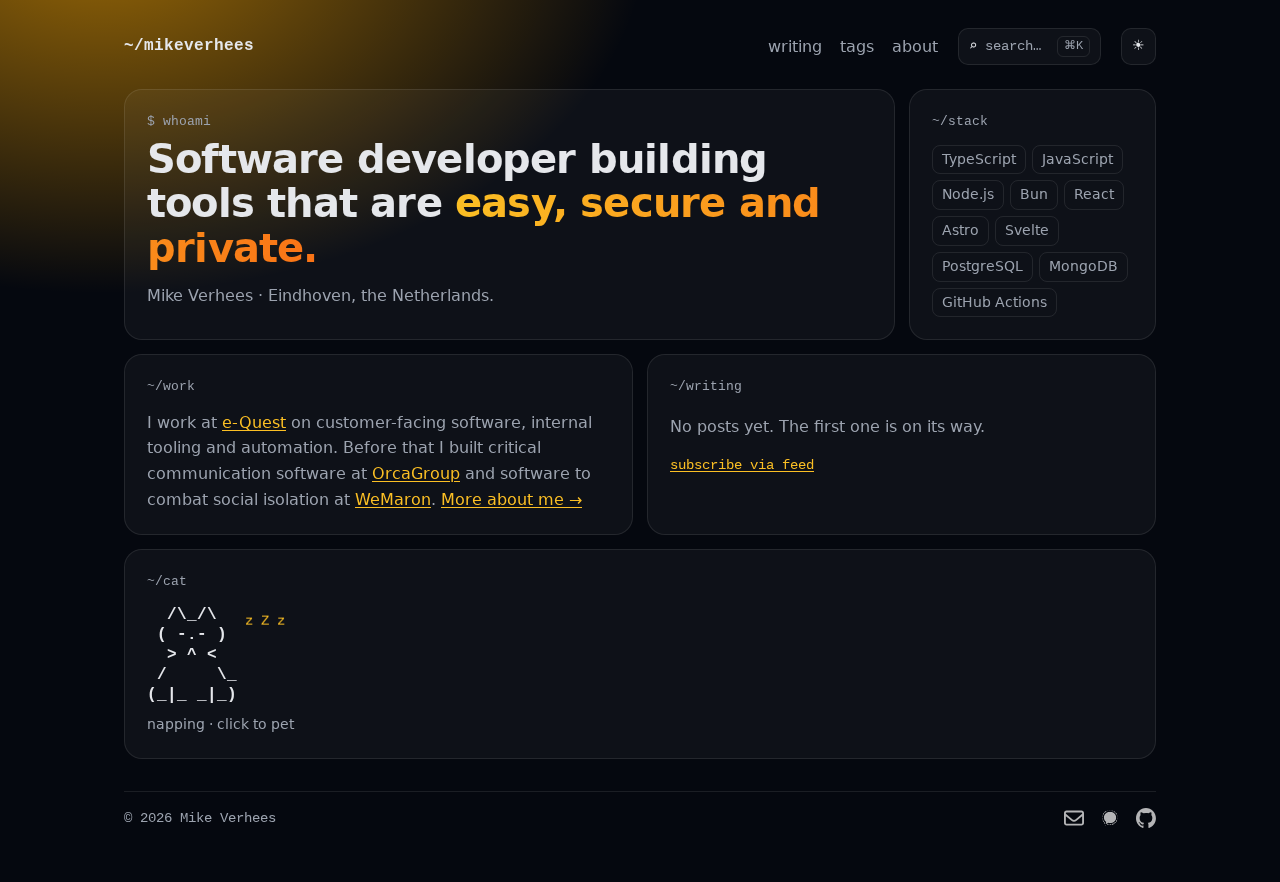 ~/mikeverhees
writing tags about search… ⌘K
$ whoami
Software developer building
tools that are easy, secure and
private.
Mike Verhees · Eindhoven, the Netherlands.
~/stack
TypeScript JavaScript
Node.js Bun React
Astro Svelte
PostgreSQL MongoDB
GitHub Actions
~/work
I work at e-Quest on customer-facing software, internal
tooling and automation. Before that I built critical
communication software at OrcaGroup and software to
combat social isolation at WeMaron. More about me →
~/writing
No posts yet. The first one is on its way.
subscribe via feed
~/cat
  /\_/\
 ( -.- )
  > ^ <
 /     \_
(_|_ _|_)
z Z z
napping · click to pet
© 2026 Mike Verhees